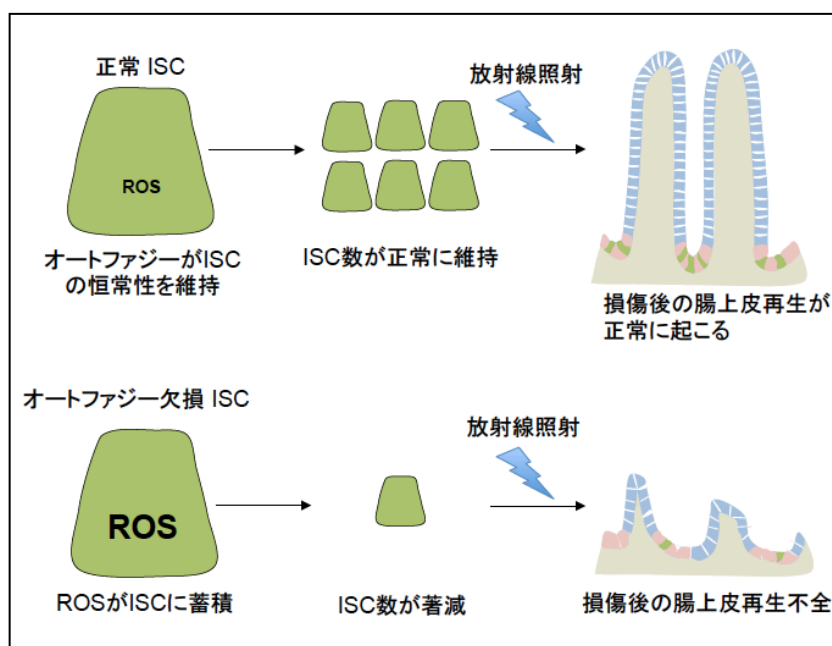 正常 ISC
放射線照射
ROS
オートファジーがISC
の恒常性を維持
ISC数が正常に維持
損傷後の腸上皮再生が
正常に起こる
オートファジー欠損 ISC
放射線照射
ROS
ROSがISCに蓄積
ISC数が著減
損傷後の腸上皮再生不全